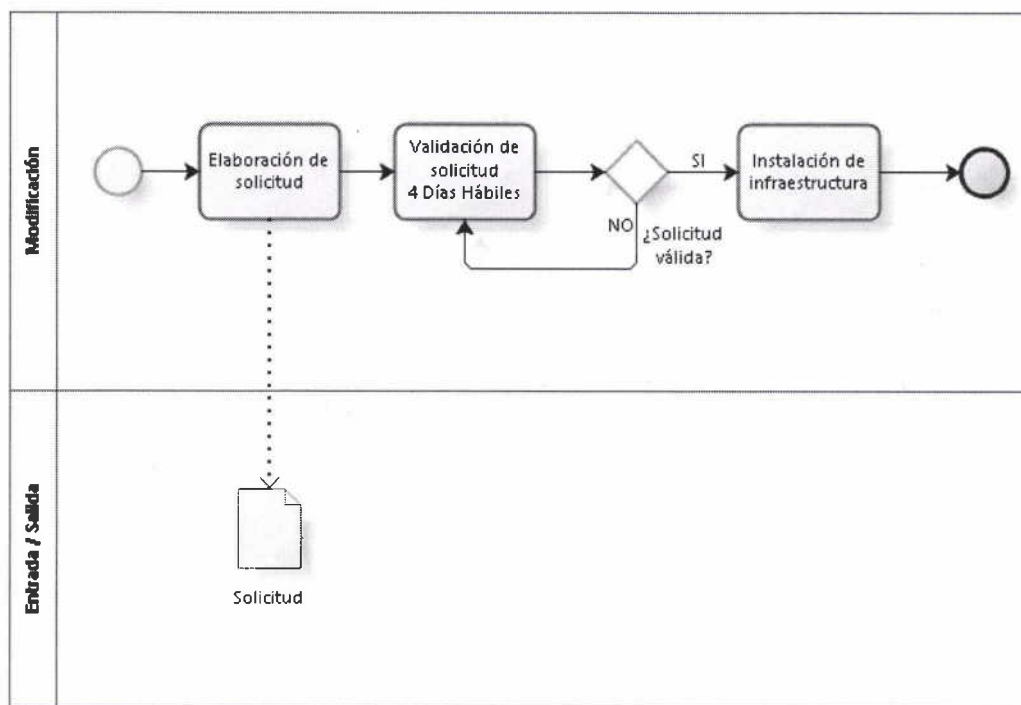 Modificación
Elaboración de
solicitud
Validación de
solicitud
4 Días Hábiles
SI
NO
¿Solicitud
válida?
Instalación de
infraestructura
Entrada / Salida
Solicitud